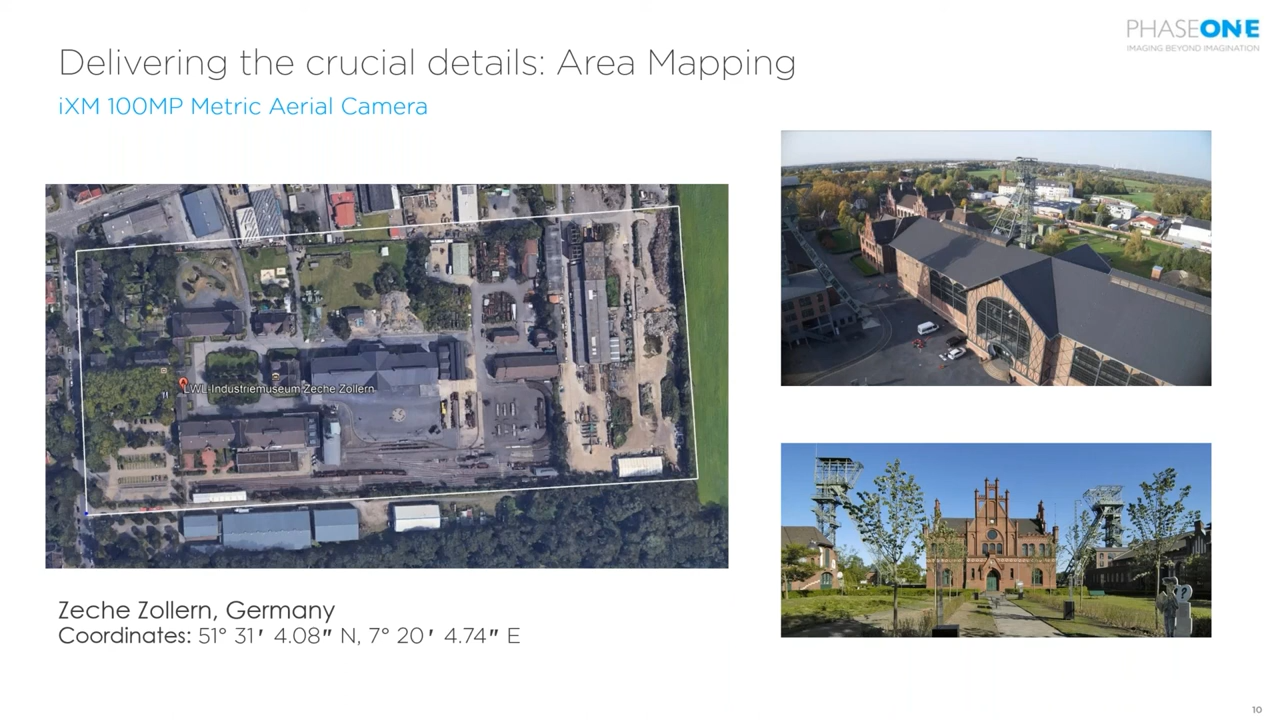 PHASEONE
IMAGING BEYOND IMAGINATION
Delivering the crucial details: Area Mapping
iXM 100MP Metric Aerial Camera
LWL-Industriemuseum Zeche Zollern
?
Zeche Zollern, Germany
Coordinates: 51° 31′ 4.08″ N, 7° 20′ 4.74″ E
10